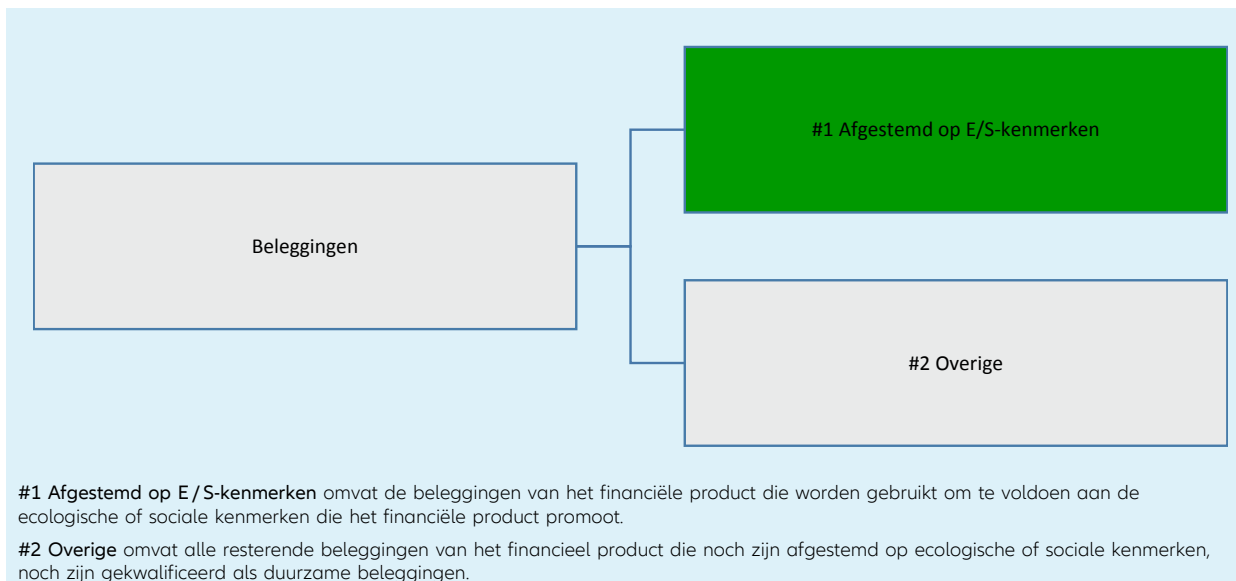 #1 Afgestemd op E/S-kenmerken
Beleggingen
#2 Overige
#1 Afgestemd op E / S-kenmerken omvat de beleggingen van het financiële product die worden gebruikt om te voldoen aan de
ecologische of sociale kenmerken die het financiële product promoot.
#2 Overige omvat alle resterende beleggingen van het financieel product die noch zijn afgestemd op ecologische of sociale kenmerken,
noch zijn gekwalificeerd als duurzame beleggingen.